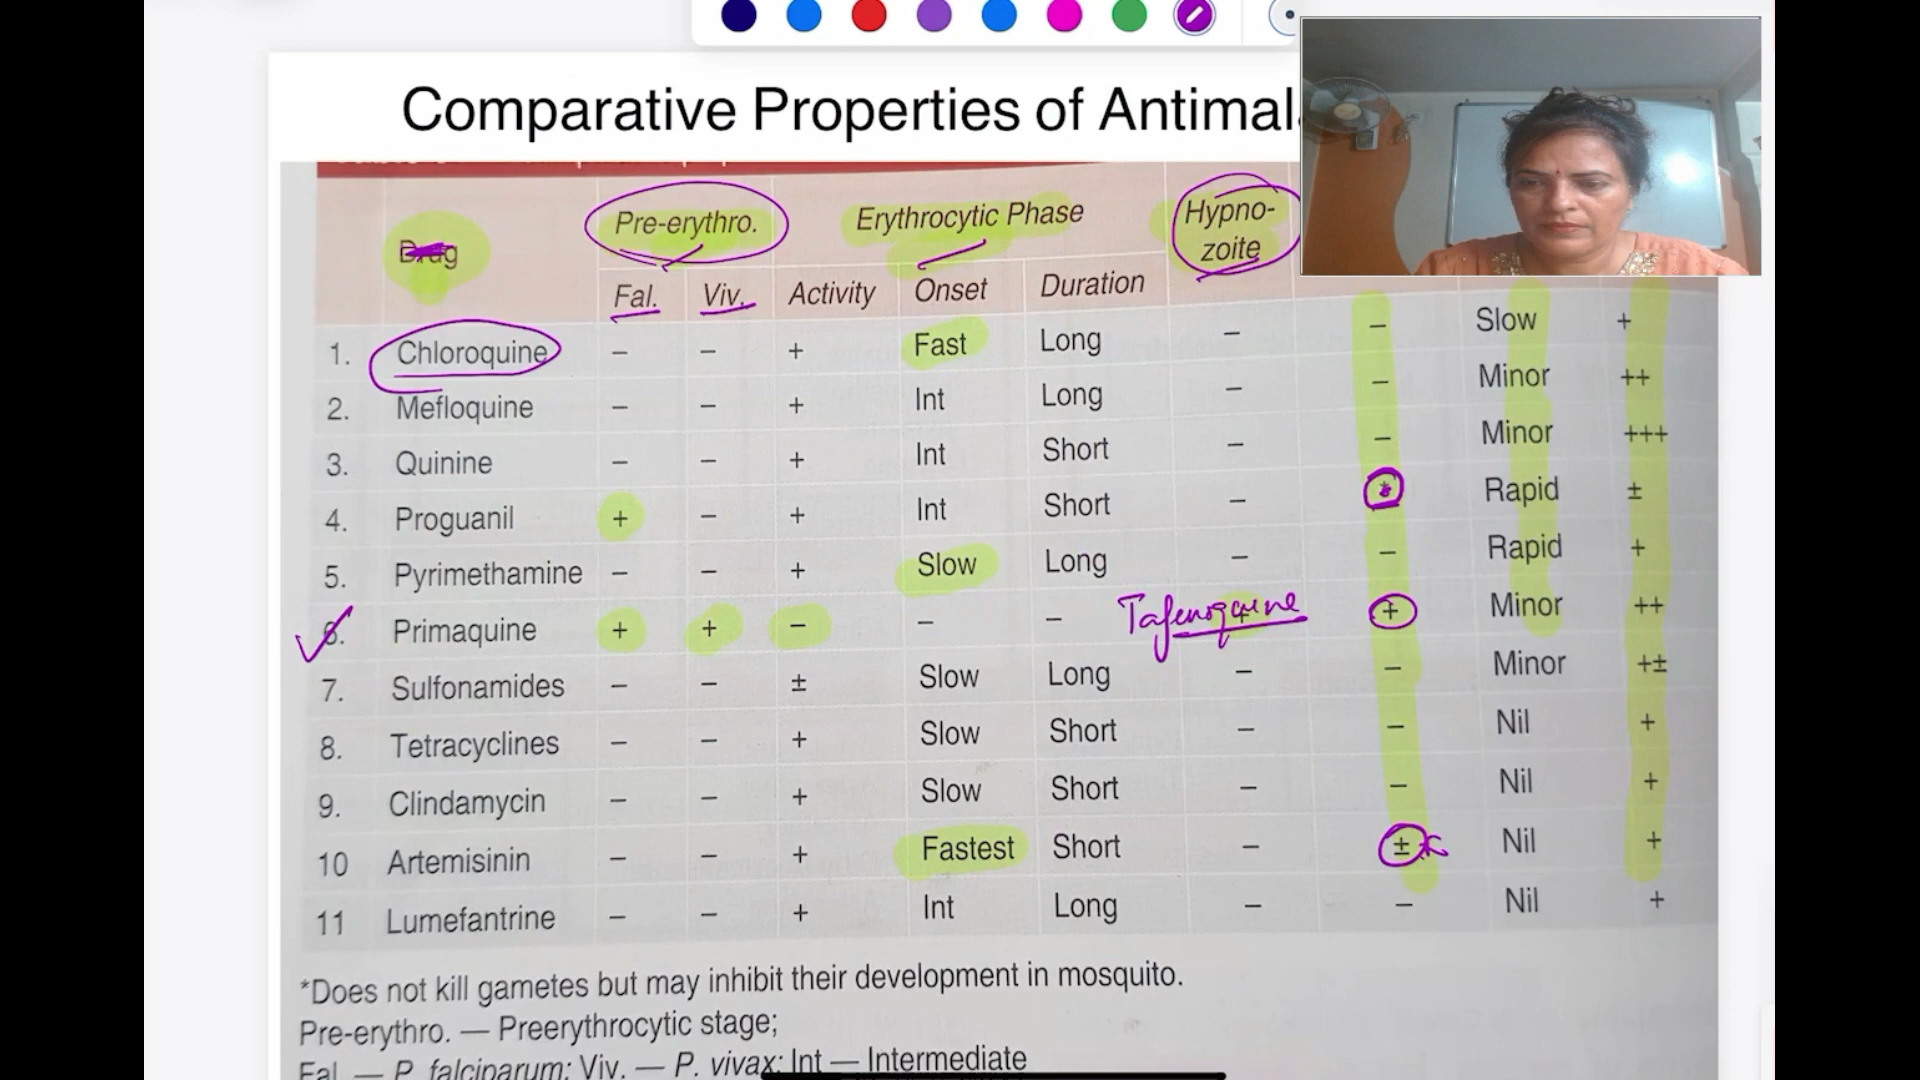 Comparative Properties of Antimal
Drug Pre-erythro. Erythrocytic Phase Hypno-
zoite
Fal. Viv. Activity Onset Duration
1. Chloroquine – – + Fast Long – – Slow +
2. Mefloquine – – + Int Long – – Minor ++
3. Quinine – – + Int Short – – Minor +++
4. Proguanil + – + Int Short – * Rapid ±
5. Pyrimethamine – – + Slow Long – – Rapid +
Tafenoquine
6. Primaquine + + – – – + + Minor ++
7. Sulfonamides – – ± Slow Long – – Minor +±
8. Tetracyclines – – + Slow Short – – Nil +
9. Clindamycin – – + Slow Short – – Nil +
10 Artemisinin – – + Fastest Short – ± Nil +
11 Lumefantrine – – + Int Long – – Nil +
*Does not kill gametes but may inhibit their development in mosquito.
Pre-erythro. — Preerythrocytic stage;
Fal. — P. falciparum; Viv. — P. vivax; Int — Intermediate